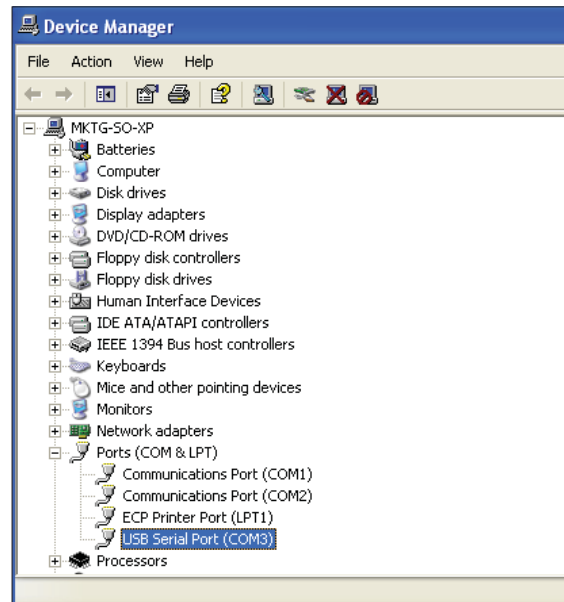 Device Manager
File Action View Help
MKTG-SO-XP
Batteries
Computer
Disk drives
Display adapters
DVD/CD-ROM drives
Floppy disk controllers
Floppy disk drives
Human Interface Devices
IDE ATA/ATAPI controllers
IEEE 1394 Bus host controllers
Keyboards
Mice and other pointing devices
Monitors
Network adapters
Ports (COM & LPT)
Communications Port (COM1)
Communications Port (COM2)
ECP Printer Port (LPT1)
USB Serial Port (COM3)
Processors